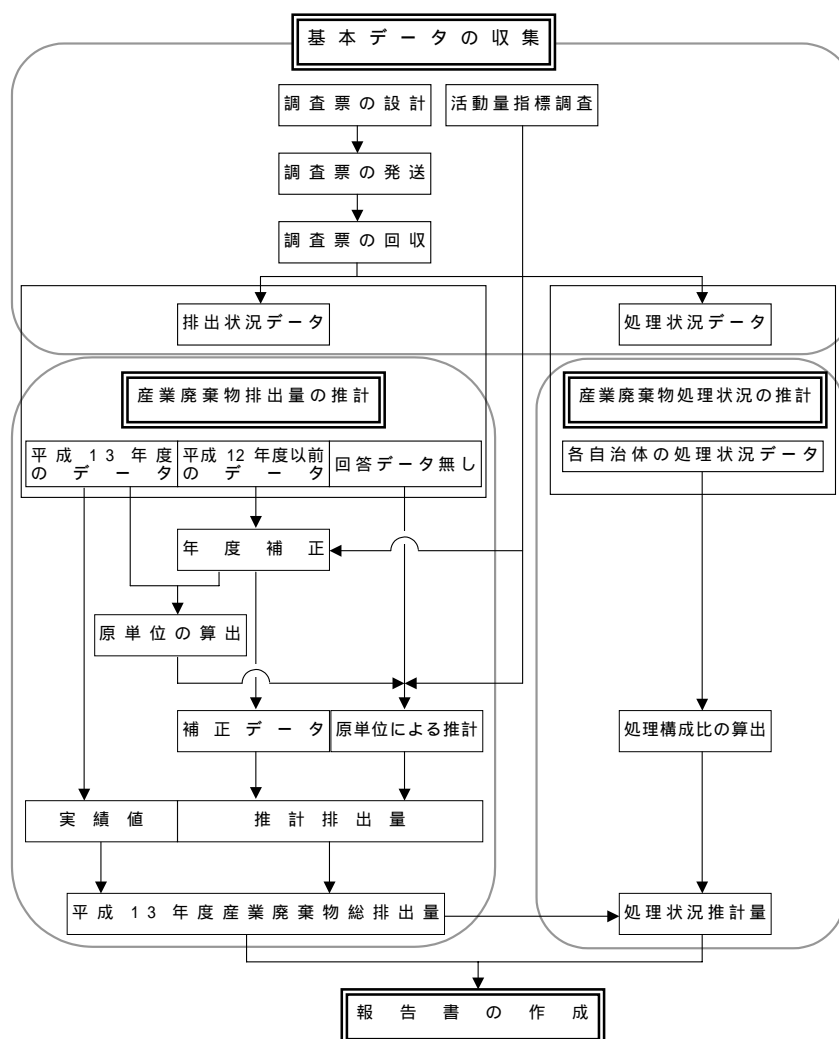 基本データの収集
調査票の設計
活動量指標調査
調査票の発送
調査票の回収
排出状況データ
処理状況データ
産業廃棄物排出量の推計
産業廃棄物処理状況の推計
平成13年度
のデータ
平成12年度以前
のデータ
回答データ無し
各自治体の処理状況データ
年度補正
原単位の算出
補正データ
原単位による推計
処理構成比の算出
実績値
推計排出量
平成13年度産業廃棄物総排出量
処理状況推計量
報告書の作成